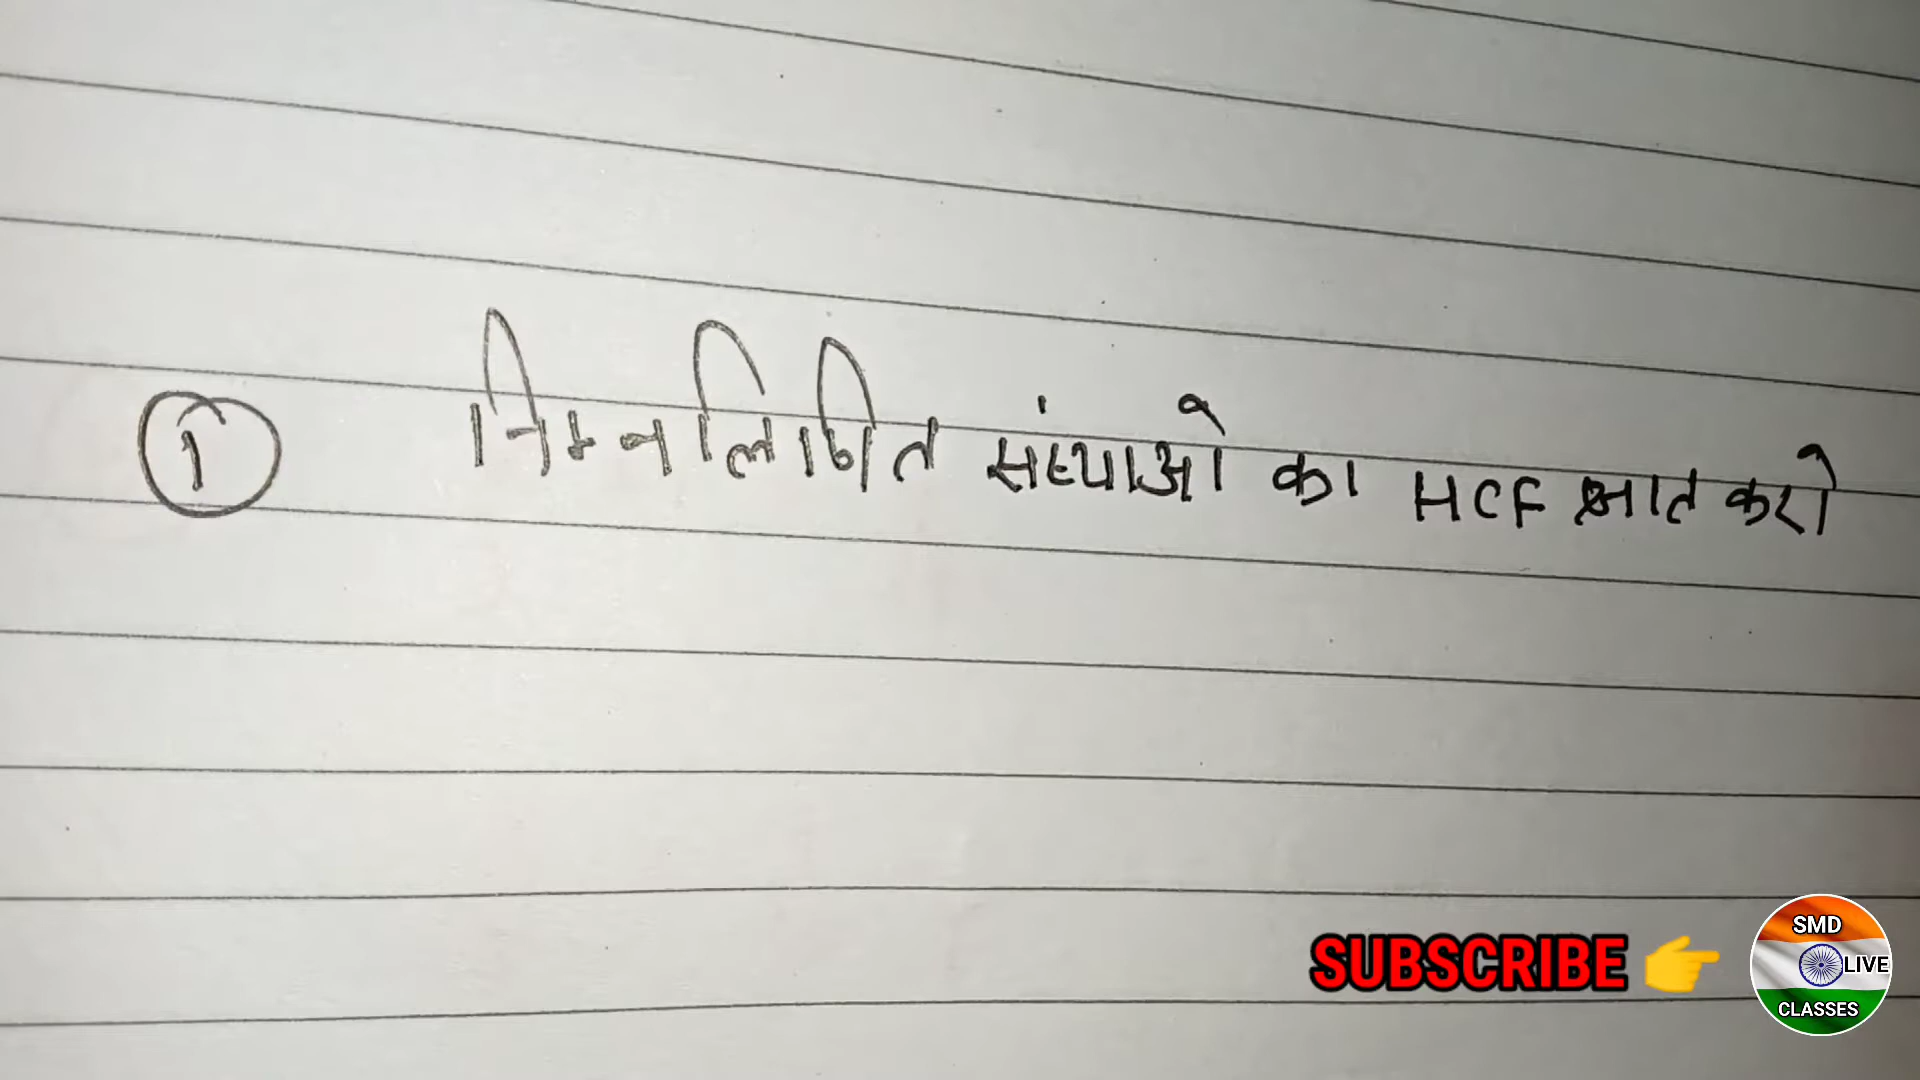 ① निम्नलिखित संख्याओ का HCF ज्ञात करो
SUBSCRIBE 👉
SMD
LIVE
CLASSES